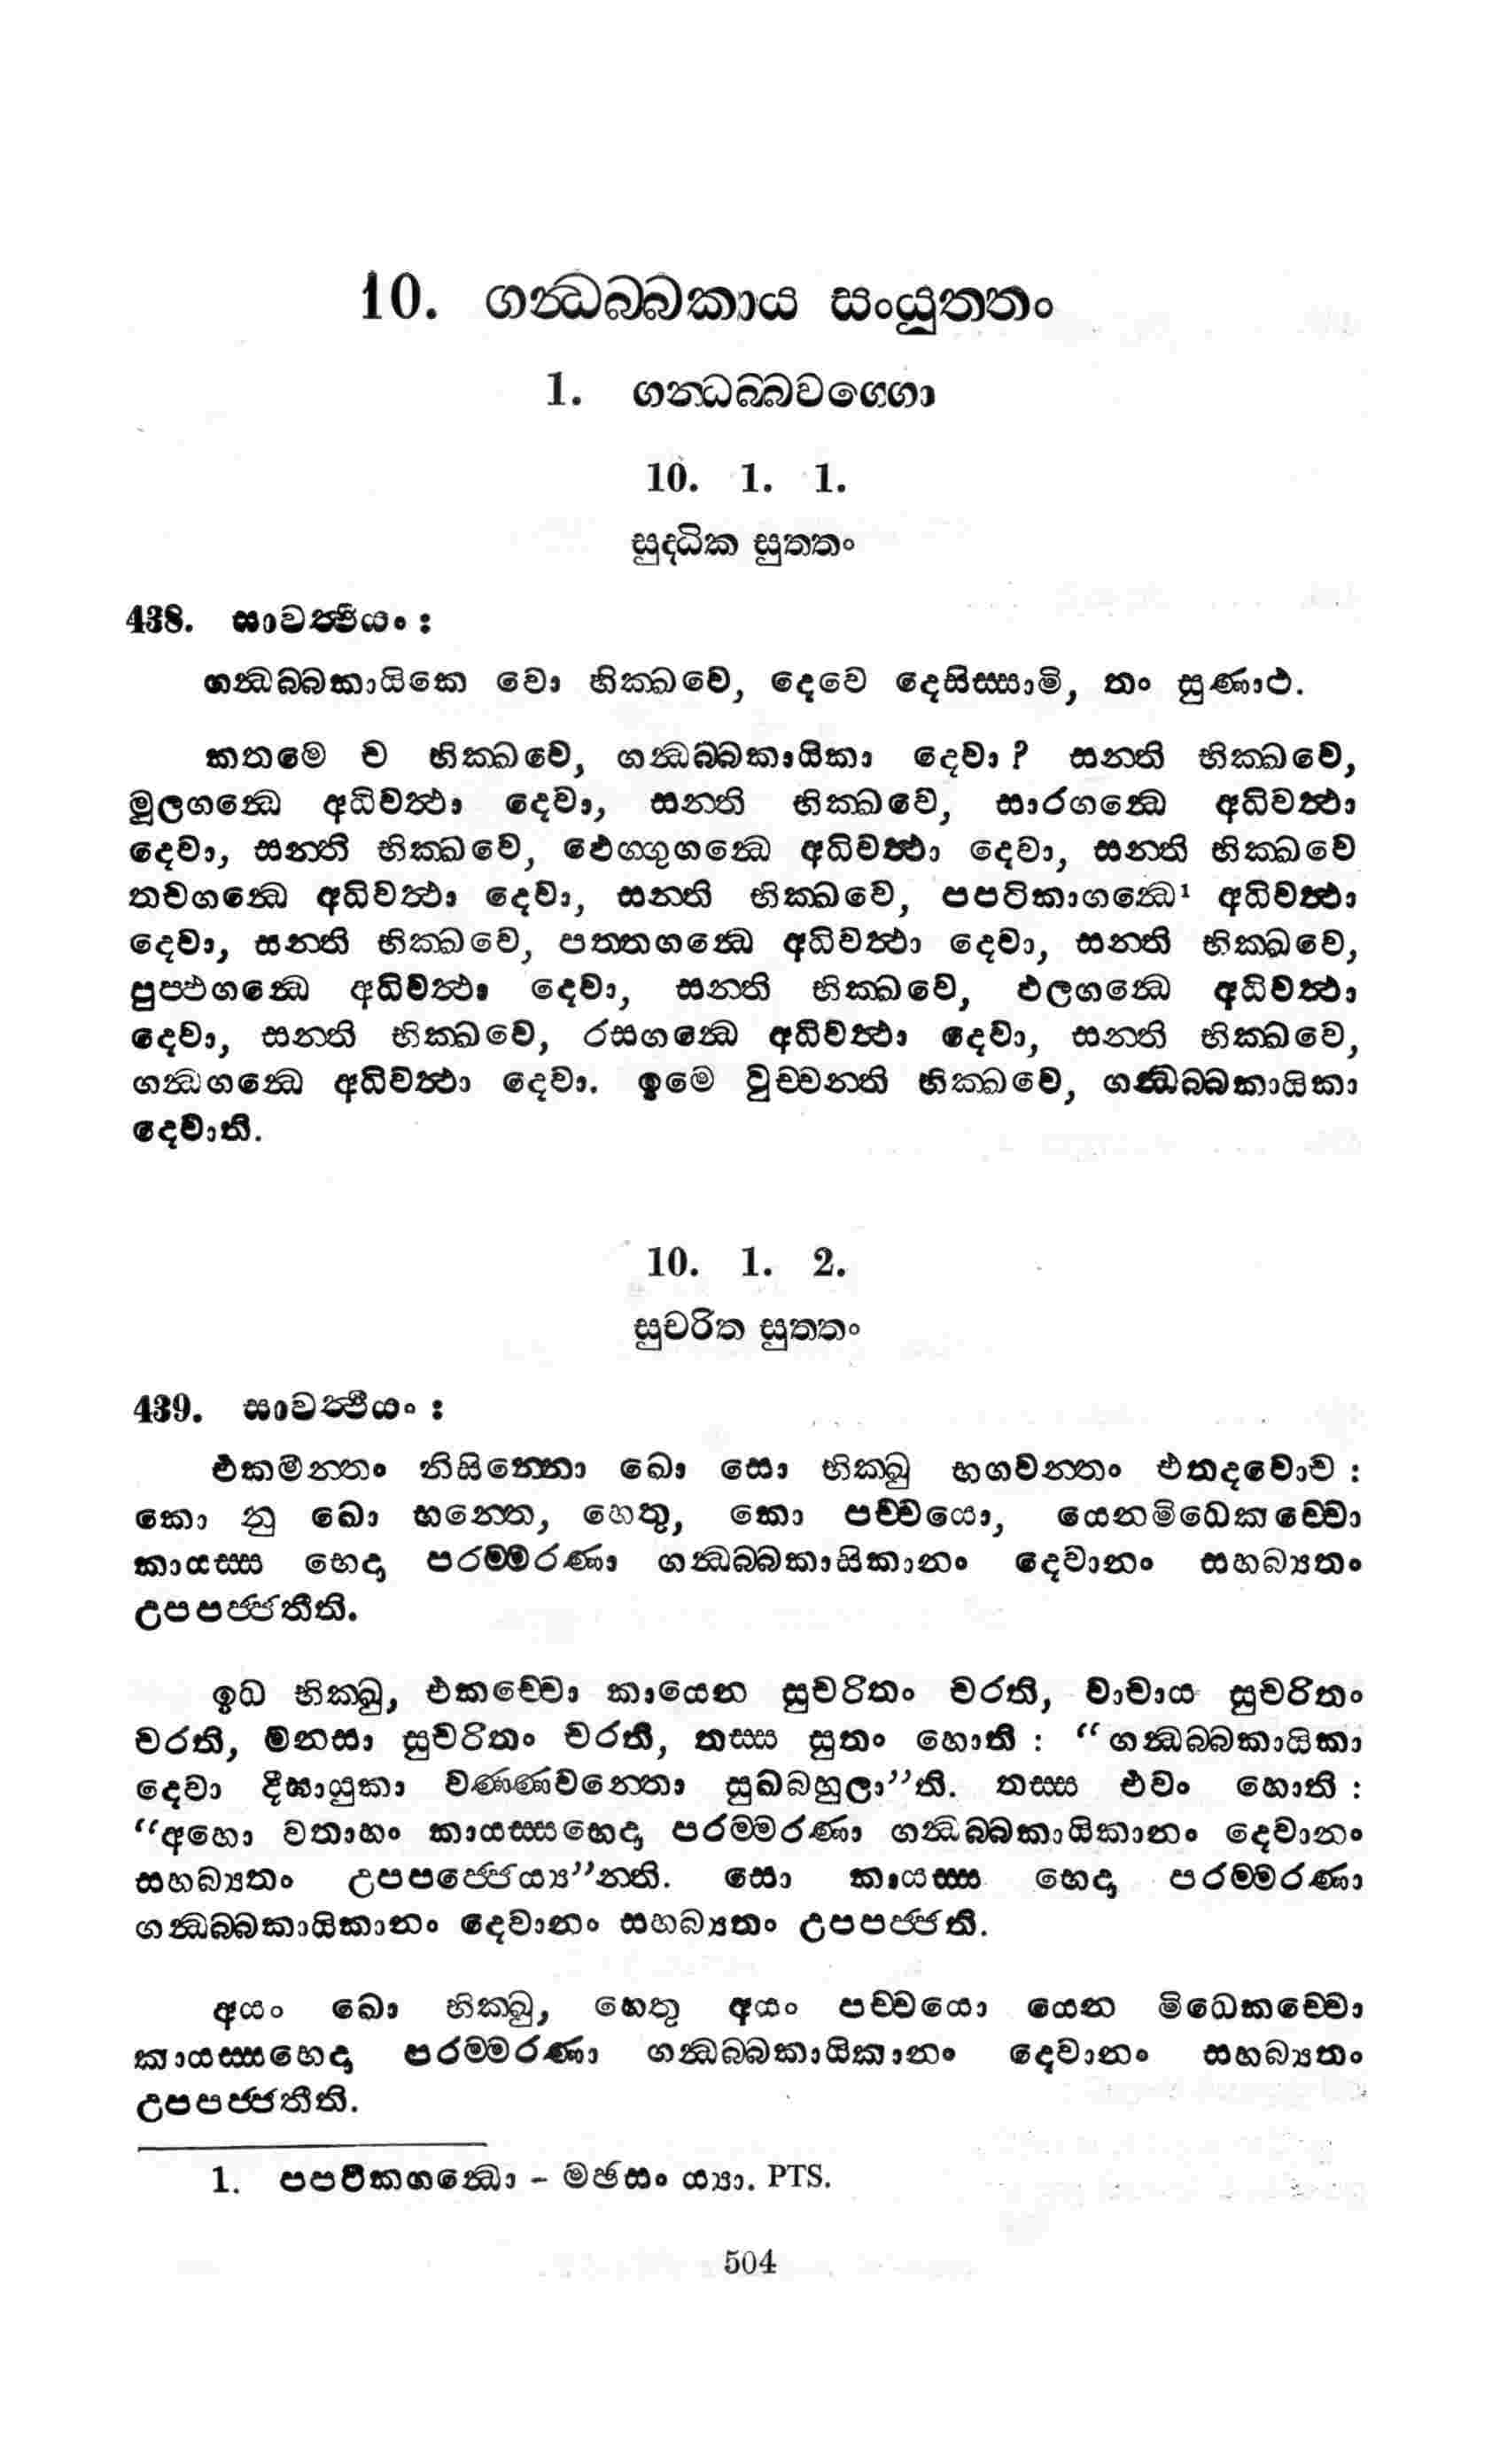 10. ගන්‍ධබ්බකාය සංයුත්තං
1. ගන්‍ධබ්බවග්ගො
10. 1. 1.
සුද්ධික සුත්තං
438. සාවත්‍ථියං :
ගන්‍ධබ්බකායිකෙ වො භික්ඛවෙ, දෙවෙ දෙසිස්සාමි, තං සුණාථ.
කතමෙ ච භික්ඛවෙ, ගන්‍ධබ්බකායිකා දෙවා ? සන්ති භික්ඛවෙ,
මූලගන්‍ධෙ අධිවත්‍ථා දෙවා, සන්ති භික්ඛවෙ, සාරගන්‍ධෙ අධිවත්‍ථා
දෙවා, සන්ති භික්ඛවෙ, ඵෙග්ගුගන්‍ධෙ අධිවත්‍ථා දෙවා, සන්ති භික්ඛවෙ
තචගන්‍ධෙ අධිවත්‍ථා දෙවා, සන්ති භික්ඛවෙ, පපටිකාගන්‍ධෙ¹ අධිවත්‍ථා
දෙවා, සන්ති භික්ඛවෙ, පත්තගන්‍ධෙ අධිවත්‍ථා දෙවා, සන්ති භික්ඛවෙ,
පුප්ඵගන්‍ධෙ අධිවත්‍ථා දෙවා, සන්ති භික්ඛවෙ, ඵලගන්‍ධෙ අධිවත්‍ථා
දෙවා, සන්ති භික්ඛවෙ, රසගන්‍ධෙ අධිවත්‍ථා දෙවා, සන්ති භික්ඛවෙ,
ගන්‍ධගන්‍ධෙ අධිවත්‍ථා දෙවා. ඉමෙ වුච්චන්ති භික්ඛවෙ, ගන්‍ධබ්බකායිකා
දෙවාති.
10. 1. 2.
සුචරිත සුත්තං
439. සාවත්‍ථියං :
එකමන්තං නිසින්නො ඛො සො භික්ඛු භගවන්තං එතදවොච :
කො නු ඛො භන්තෙ, හෙතු, කො පච්චයො, යෙනමිධෙකච්චො
කායස්ස භෙදා පරම්මරණා ගන්‍ධබ්බකාසිකානං දෙවානං සහබ්‍යතං
උපපජ්ජතීති.
ඉධ භික්ඛු, එකච්චො කායෙන සුචරිතං චරති, වාචාය සුචරිතං
චරති, මනසා සුචරිතං චරති, තස්ස සුතං හොති : “ගන්‍ධබ්බකායිකා
දෙවා දීඝායුකා වණ්ණවන්තො සුඛබහුලා”ති. තස්ස එවං හොති :
“අහො වතාහං කායස්සභෙදා පරම්මරණා ගන්‍ධබ්බකායිකානං දෙවානං
සහබ්‍යතං උපපජ්ජෙය්‍ය”න්ති. සො කායස්ස භෙදා පරම්මරණා
ගන්‍ධබ්බකායිකානං දෙවානං සහබ්‍යතං උපපජ්ජති.
අයං ඛො භික්ඛු, හෙතු අයං පච්චයො යෙන මිධෙකච්චො
කායස්සභෙදා පරම්මරණා ගන්‍ධබ්බකායිකානං දෙවානං සහබ්‍යතං
උපපජ්ජතීති.
1. පපටිකගන්‍ධො - මඡසං ස්‍යා. PTS.
504